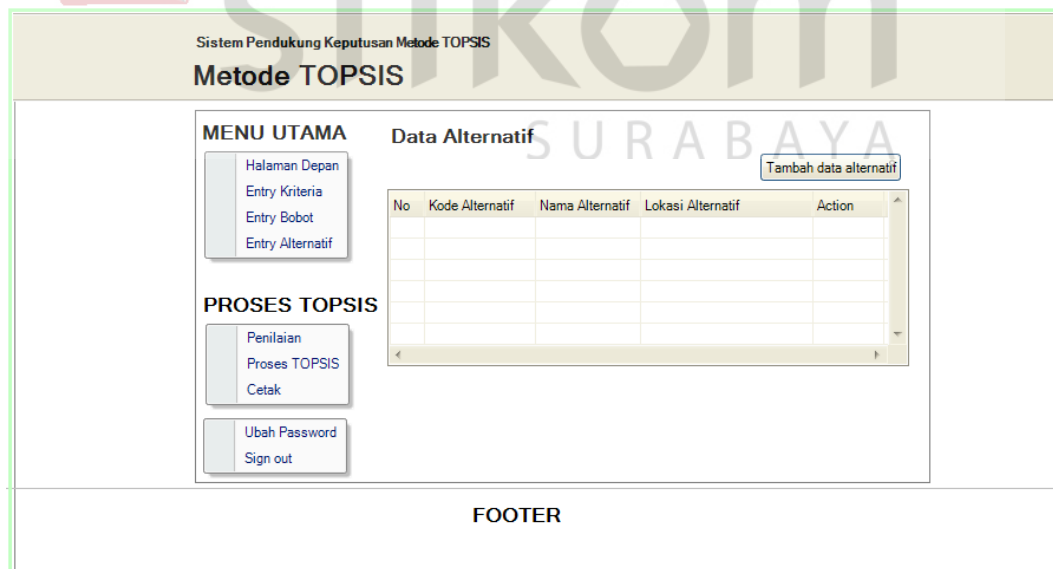 Sistem Pendukung Keputusan Metode TOPSIS
Metode TOPSIS
MENU UTAMA
Halaman Depan
Entry Kriteria
Entry Bobot
Entry Alternatif
PROSES TOPSIS
Penilaian
Proses TOPSIS
Cetak
Ubah Password
Sign out
Data Alternatif
SURABAYA
Tambah data alternatif
No Kode Alternatif Nama Alternatif Lokasi Alternatif Action
FOOTER